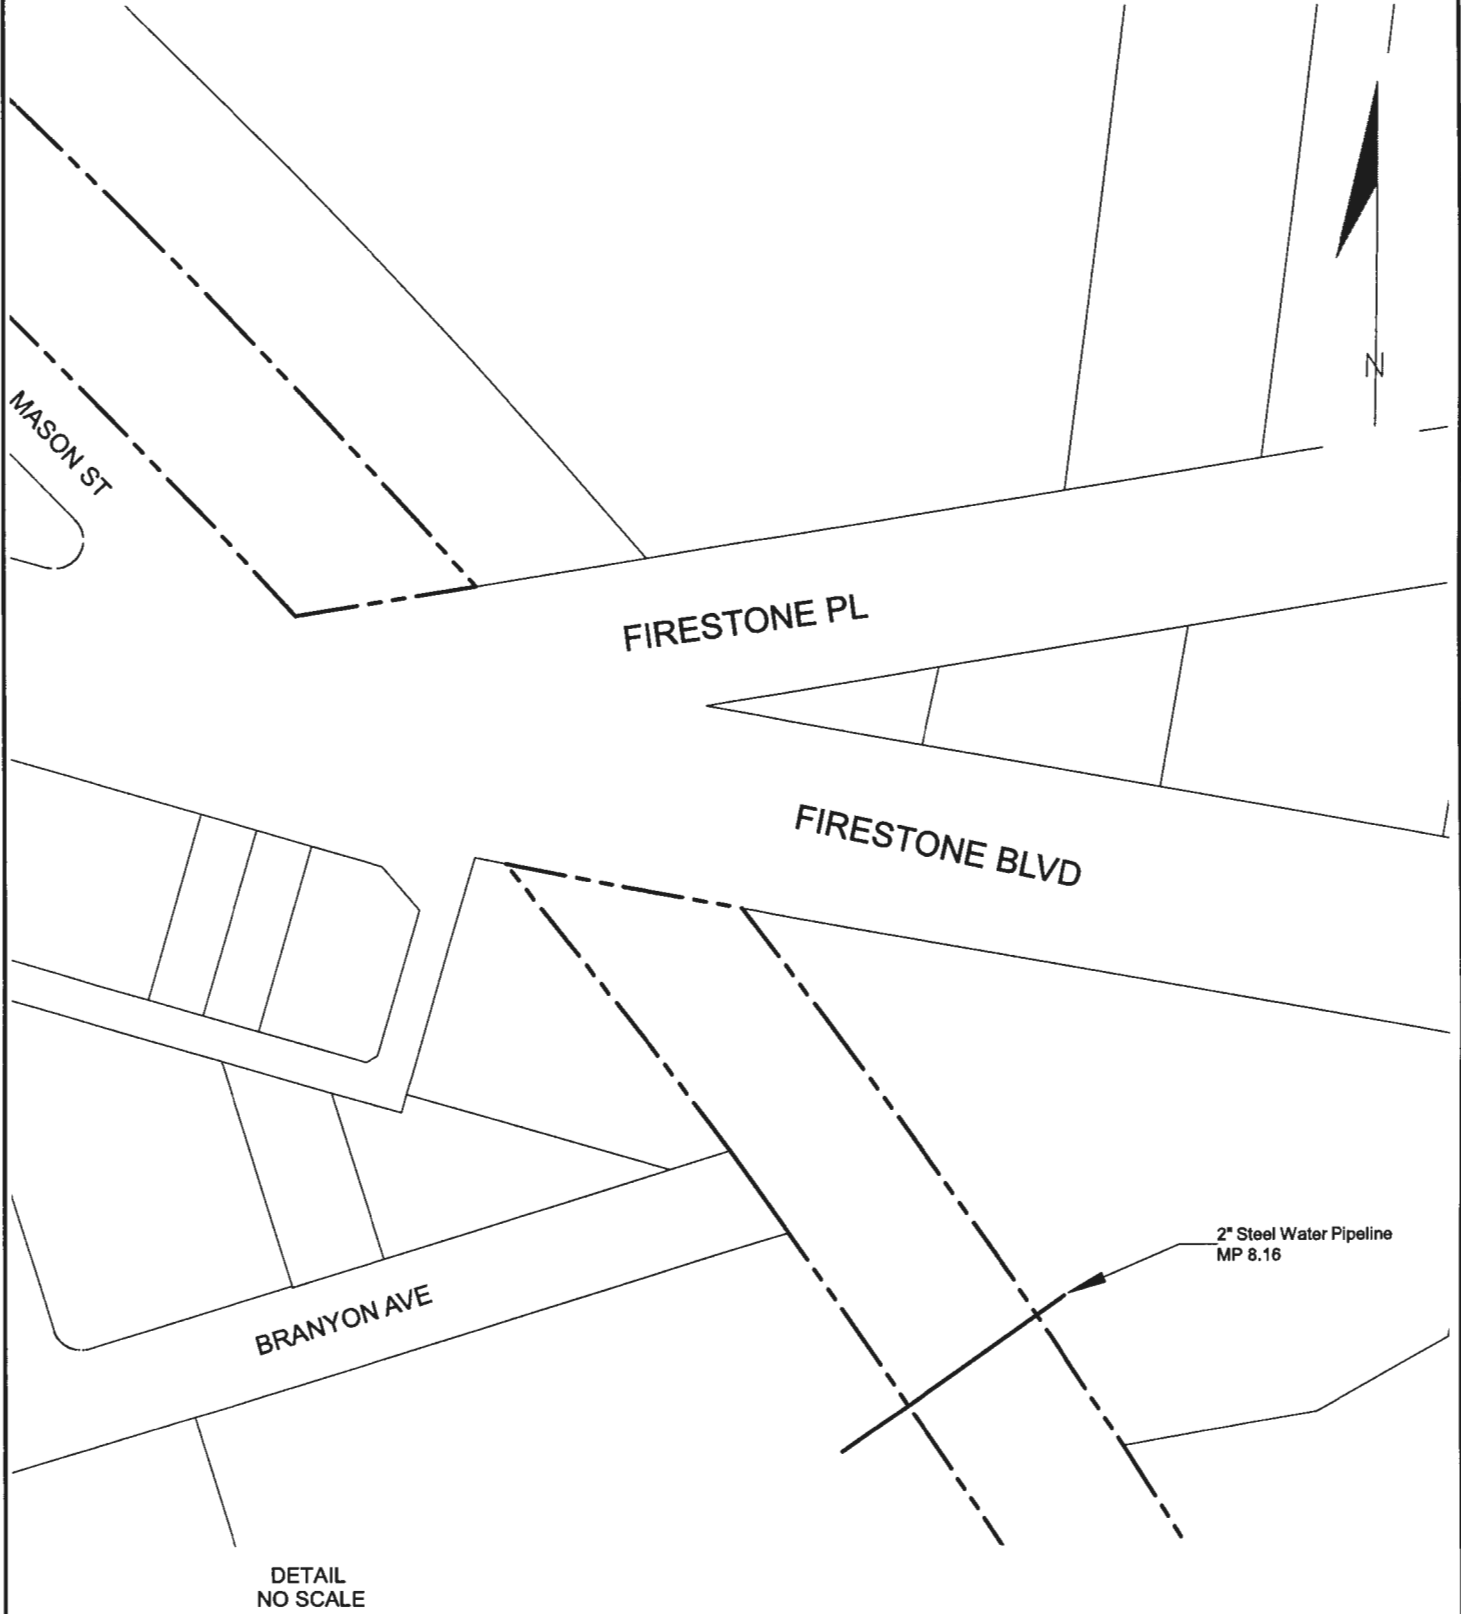 N
MASON ST
FIRESTONE PL
FIRESTONE BLVD
2" Steel Water Pipeline
MP 8.16
BRANYON AVE
DETAIL
NO SCALE